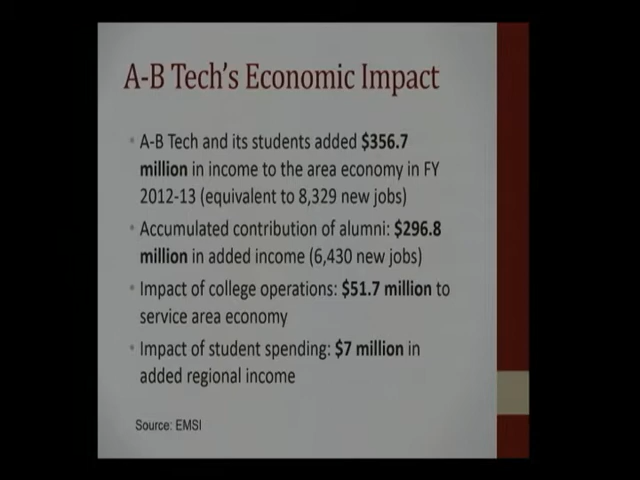 A-B Tech's Economic Impact
• A-B Tech and its students added $356.7
million in income to the area economy in FY
2012-13 (equivalent to 8,329 new jobs)
• Accumulated contribution of alumni: $296.8
million in added income (6,430 new jobs)
• Impact of college operations: $51.7 million to
service area economy
• Impact of student spending: $7 million in
added regional income
Source: EMSI